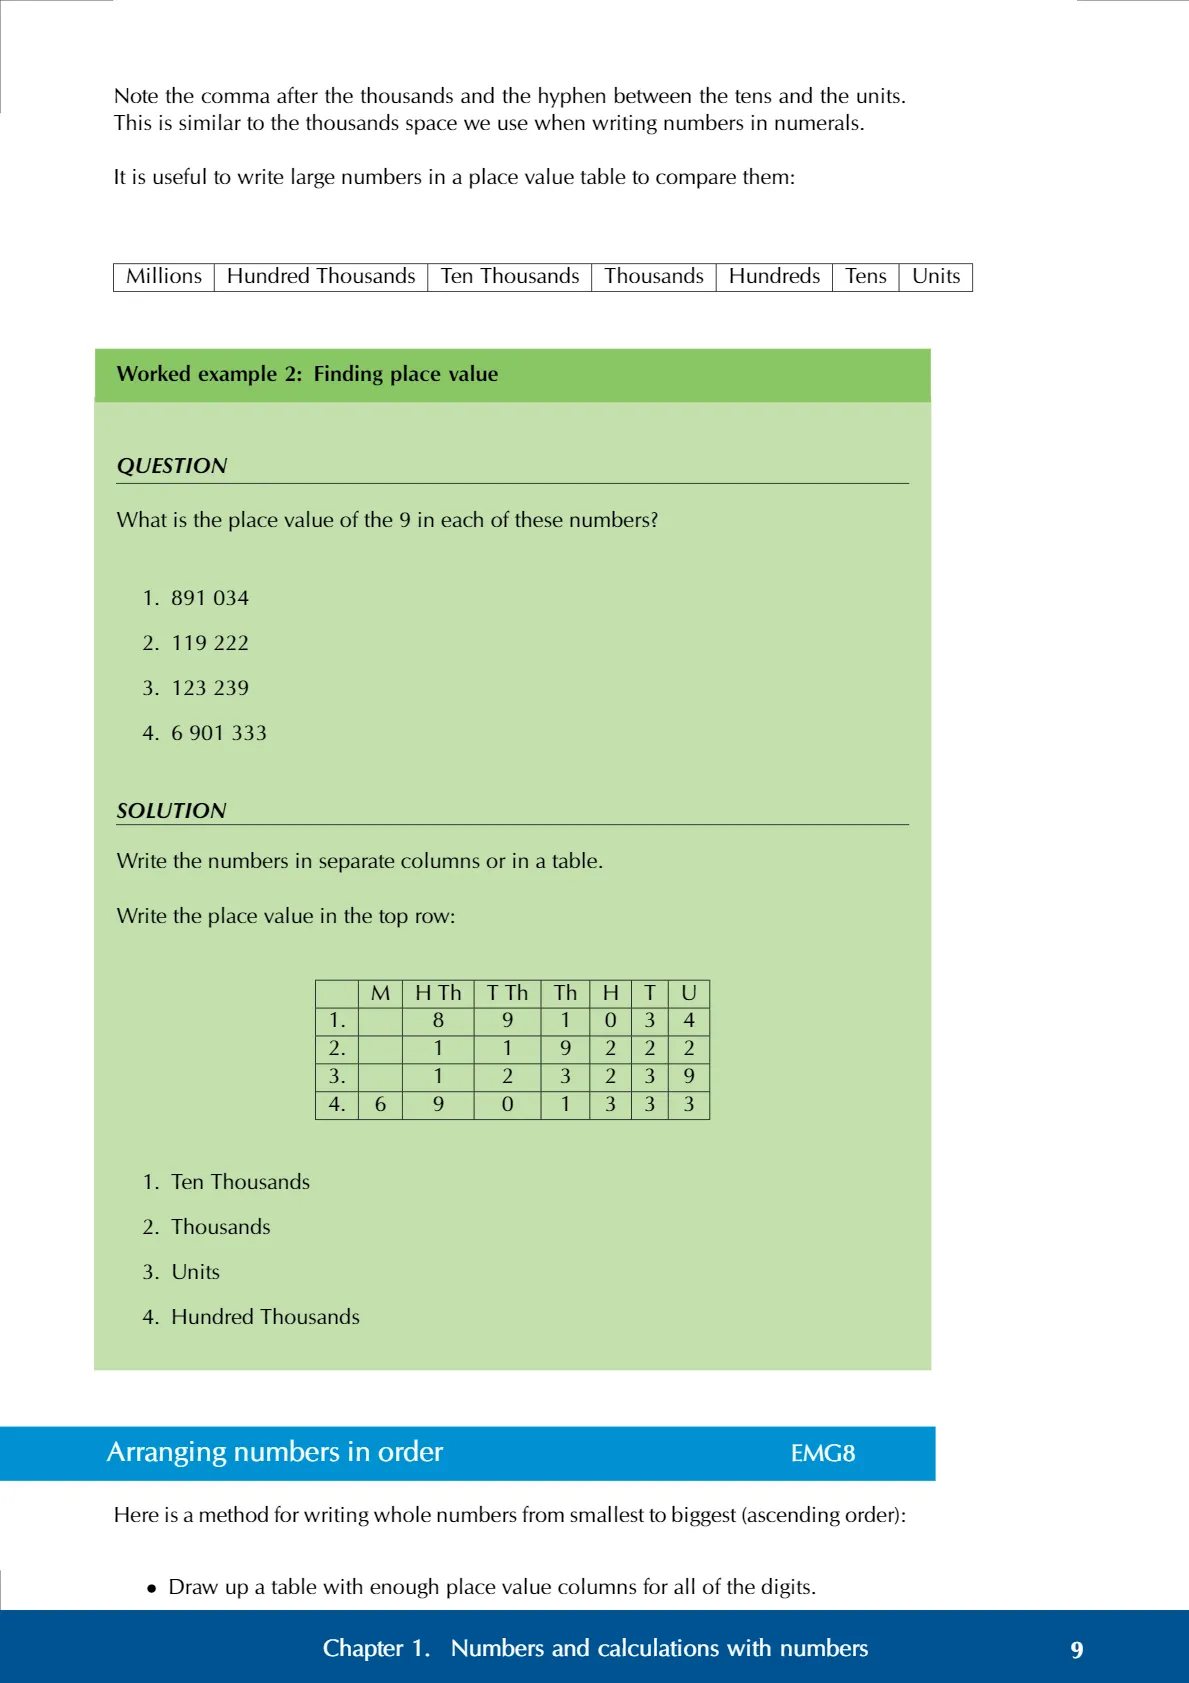 Note the comma after the thousands and the hyphen between the tens and the units.
This is similar to the thousands space we use when writing numbers in numerals.
It is useful to write large numbers in a place value table to compare them:
Millions Hundred Thousands Ten Thousands Thousands Hundreds Tens Units
Worked example 2: Finding place value
QUESTION
What is the place value of the 9 in each of these numbers?
1. 891 034
2. 119 222
3. 123 239
4. 6 901 333
SOLUTION
Write the numbers in separate columns or in a table.
Write the place value in the top row:
M H Th T Th Th H T U
1. 8 9 1 0 3 4
2. 1 1 9 2 2 2
3. 1 2 3 2 3 9
4. 6 9 0 1 3 3 3
1. Ten Thousands
2. Thousands
3. Units
4. Hundred Thousands
Arranging numbers in order EMG8
Here is a method for writing whole numbers from smallest to biggest (ascending order):
• Draw up a table with enough place value columns for all of the digits.
Chapter 1. Numbers and calculations with numbers 9